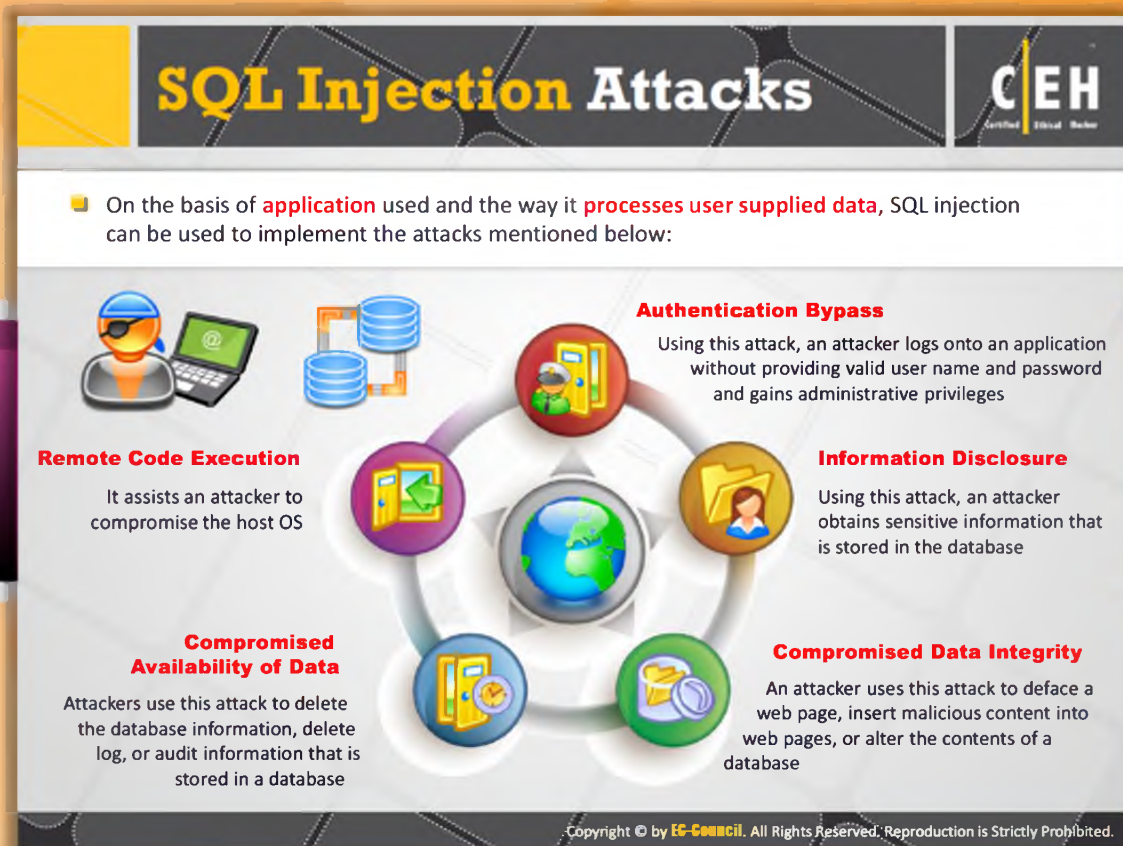 SQL Injection Attacks
C|EH
Certified Ethical Hacker
On the basis of application used and the way it processes user supplied data, SQL injection
can be used to implement the attacks mentioned below:
@
Authentication Bypass
Using this attack, an attacker logs onto an application
without providing valid user name and password
and gains administrative privileges
Remote Code Execution
It assists an attacker to
compromise the host OS
Information Disclosure
Using this attack, an attacker
obtains sensitive information that
is stored in the database
Compromised
Availability of Data
Attackers use this attack to delete
the database information, delete
log, or audit information that is
stored in a database
Compromised Data Integrity
An attacker uses this attack to deface a
web page, insert malicious content into
web pages, or alter the contents of a
database
Copyright © by EC-Council. All Rights Reserved. Reproduction is Strictly Prohibited.